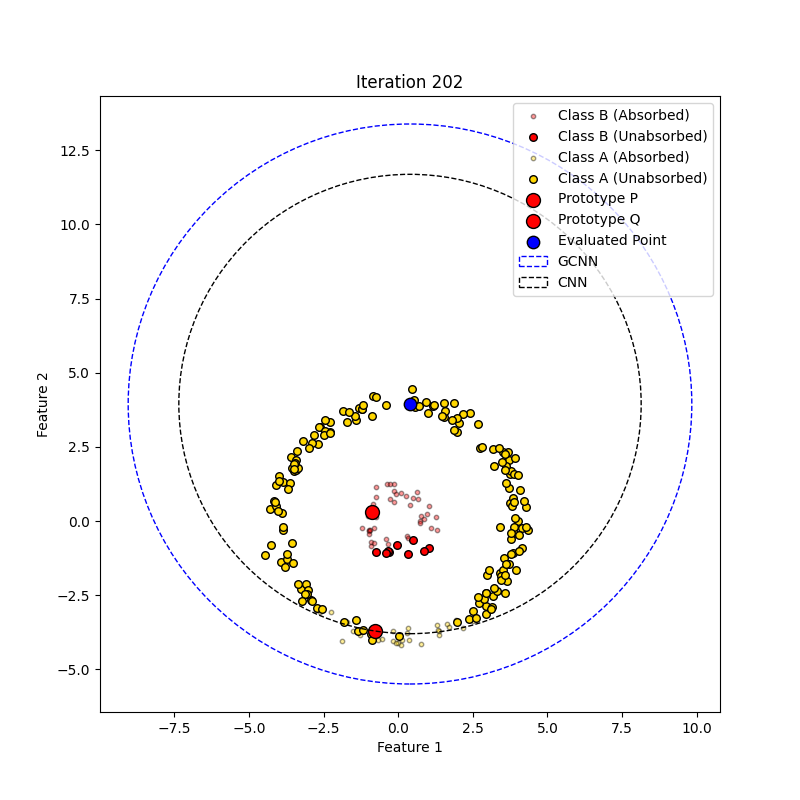 Iteration 202
Class B (Absorbed)
Class B (Unabsorbed)
Class A (Absorbed)
Class A (Unabsorbed)
Prototype P
Prototype Q
Evaluated Point
GCNN
CNN
12.5
10.0
7.5
5.0
2.5
0.0
−2.5
−5.0
Feature 2
−7.5 −5.0 −2.5 0.0 2.5 5.0 7.5 10.0
Feature 1